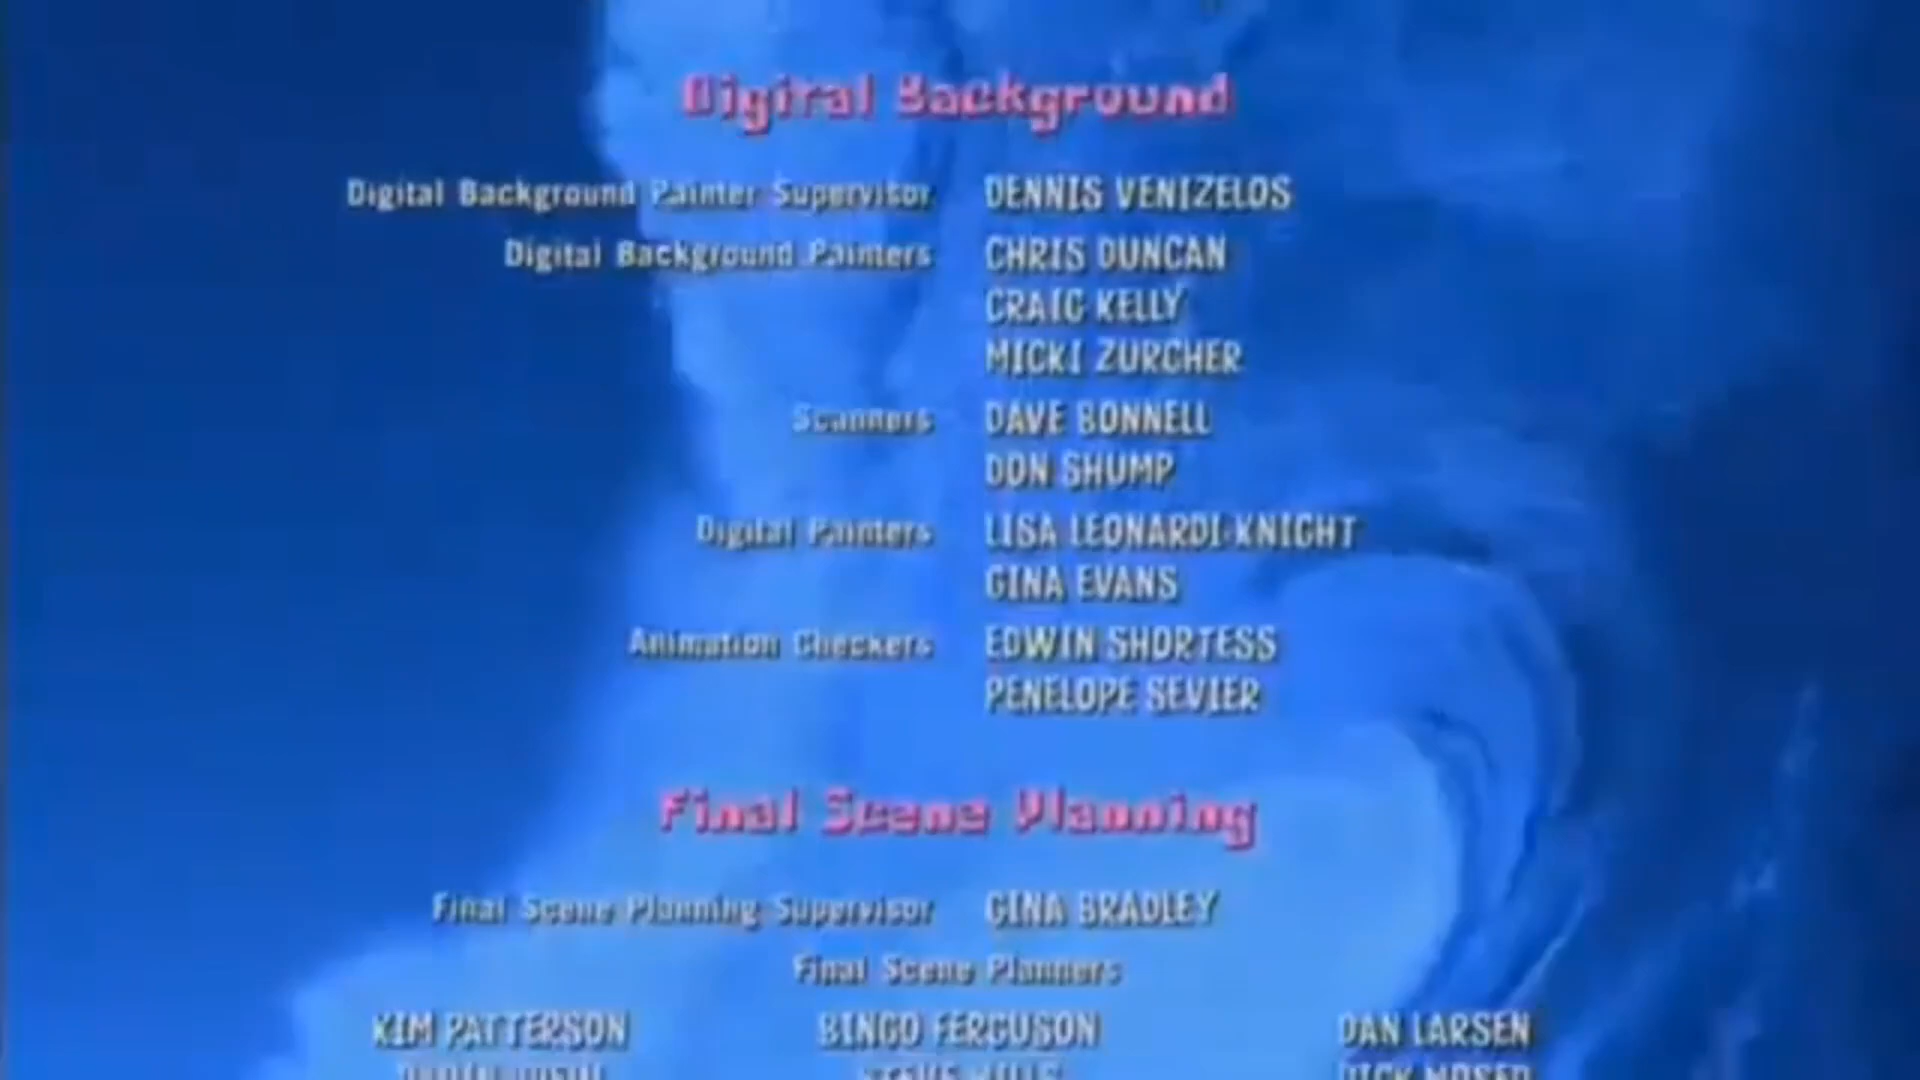 Digital Background
Digital Background Painter Supervisor DENNIS VENIZELOS
Digital Background Painters CHRIS DUNCAN
CRAIG KELLY
MICKI ZURCHER
Scanners DAVE BONNELL
DON SHUMP
Digital Painters LISA LEONARDI-KNIGHT
GINA EVANS
Animation Checkers EDWIN SHORTESS
PENELOPE SEVIER
Final Scene Planning
Final Scene Planning Supervisor GINA BRADLEY
Final Scene Planners
KIM PATTERSON BINGO FERGUSON DAN LARSEN